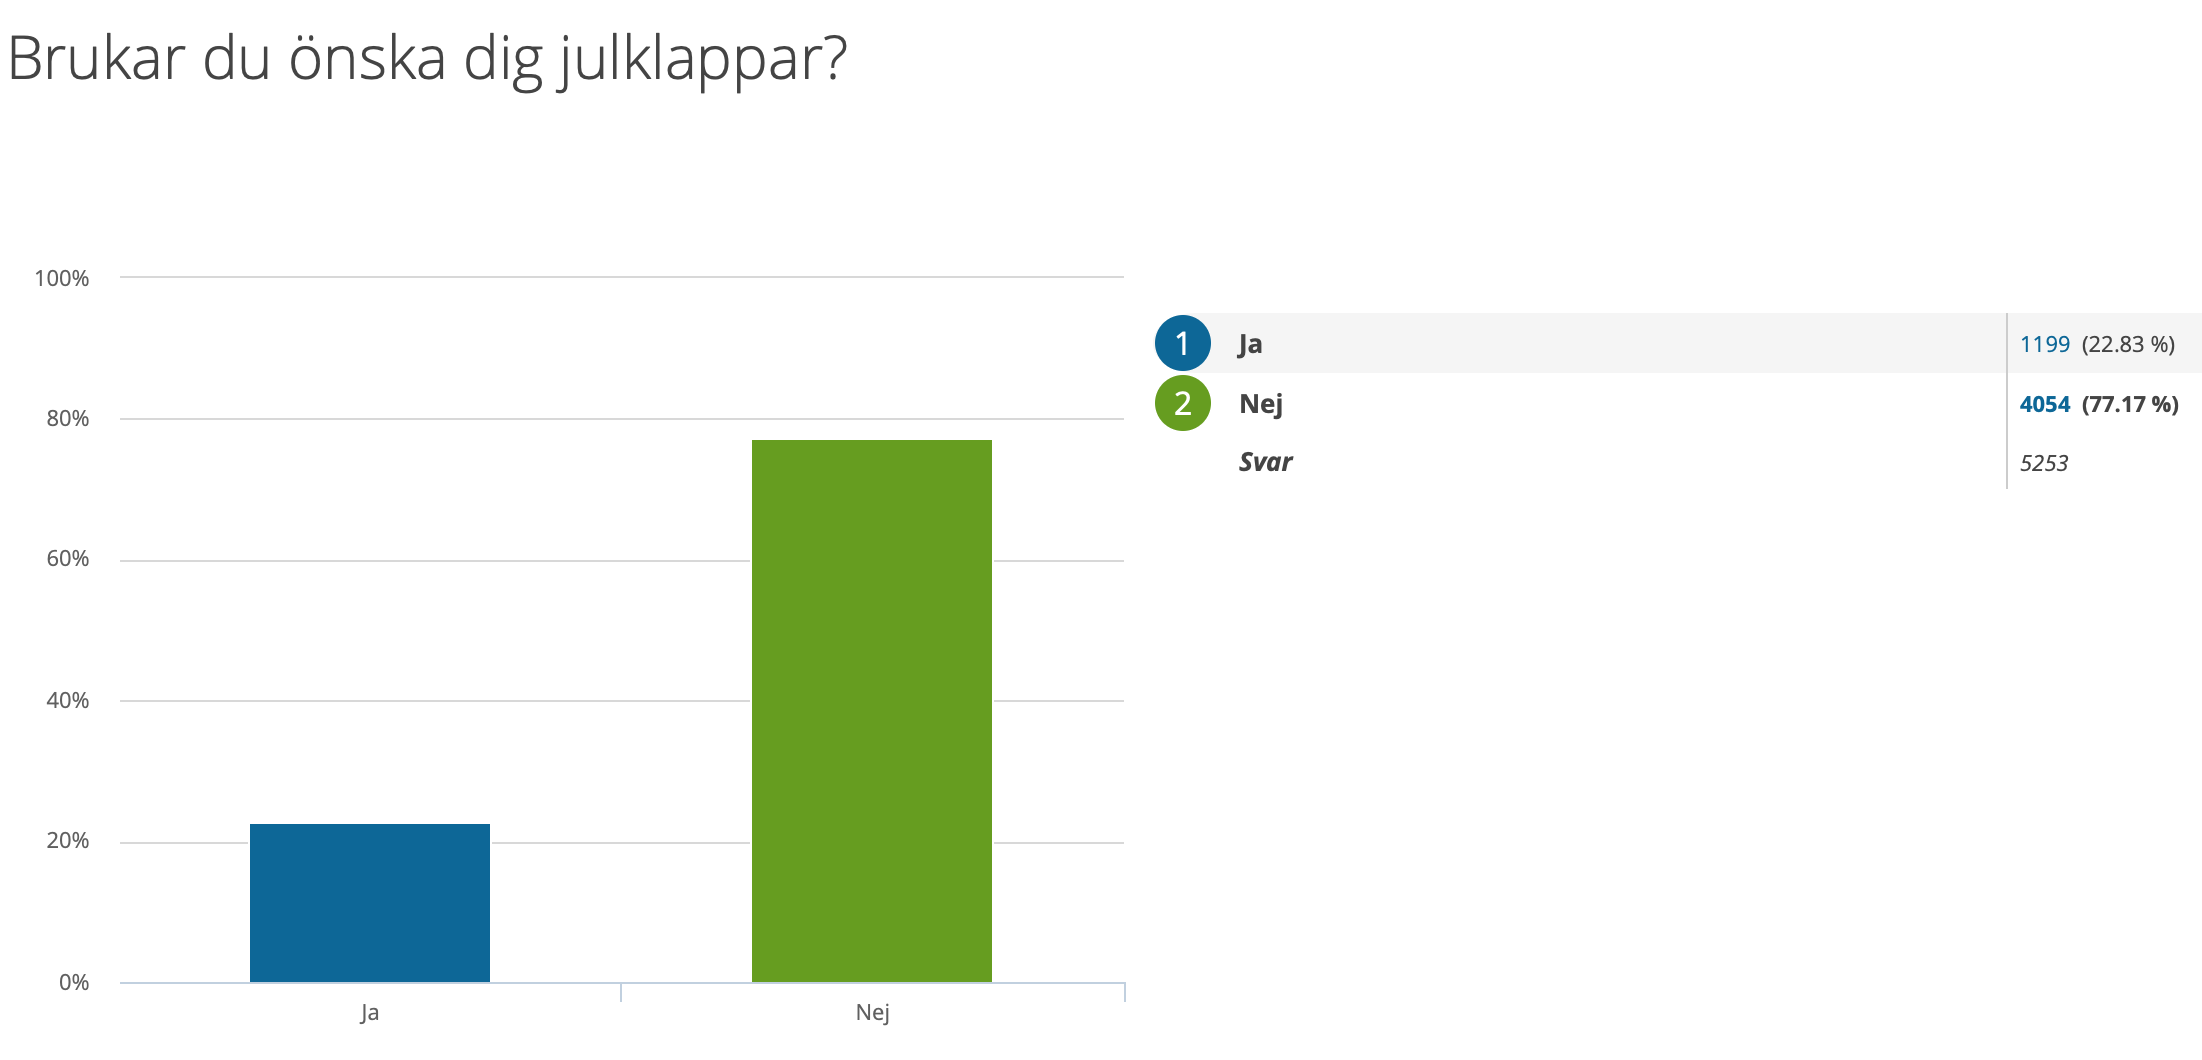 Brukar du önska dig julklappar?
100%
80%
60%
40%
20%
0%
Ja
Nej
1 Ja 1199 (22.83 %)
2 Nej 4054 (77.17 %)
Svar 5253